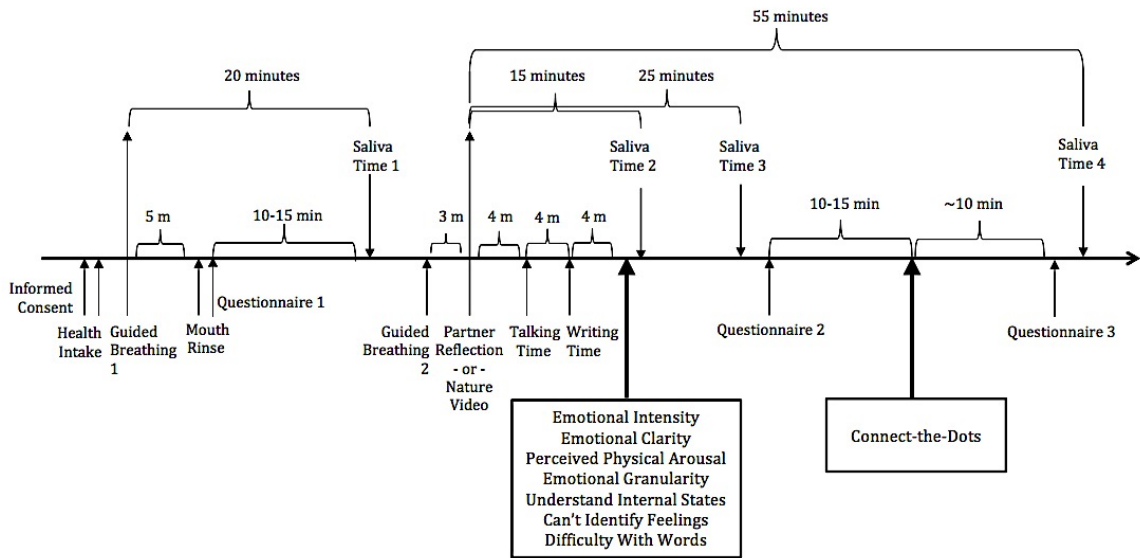 55 minutes
20 minutes
15 minutes
25 minutes
Saliva
Time 1
Saliva
Time 2
Saliva
Time 3
Saliva
Time 4
5 m
10-15 min
3 m
4 m
4 m
4 m
10-15 min
~10 min
Informed
Consent
Health
Intake
Guided
Breathing
1
Mouth
Rinse
Questionnaire 1
Guided
Breathing
2
Partner
Reflection
- or -
Nature
Video
Talking
Time
Writing
Time
Questionnaire 2
Questionnaire 3
Emotional Intensity
Emotional Clarity
Perceived Physical Arousal
Emotional Granularity
Understand Internal States
Can't Identify Feelings
Difficulty With Words
Connect-the-Dots